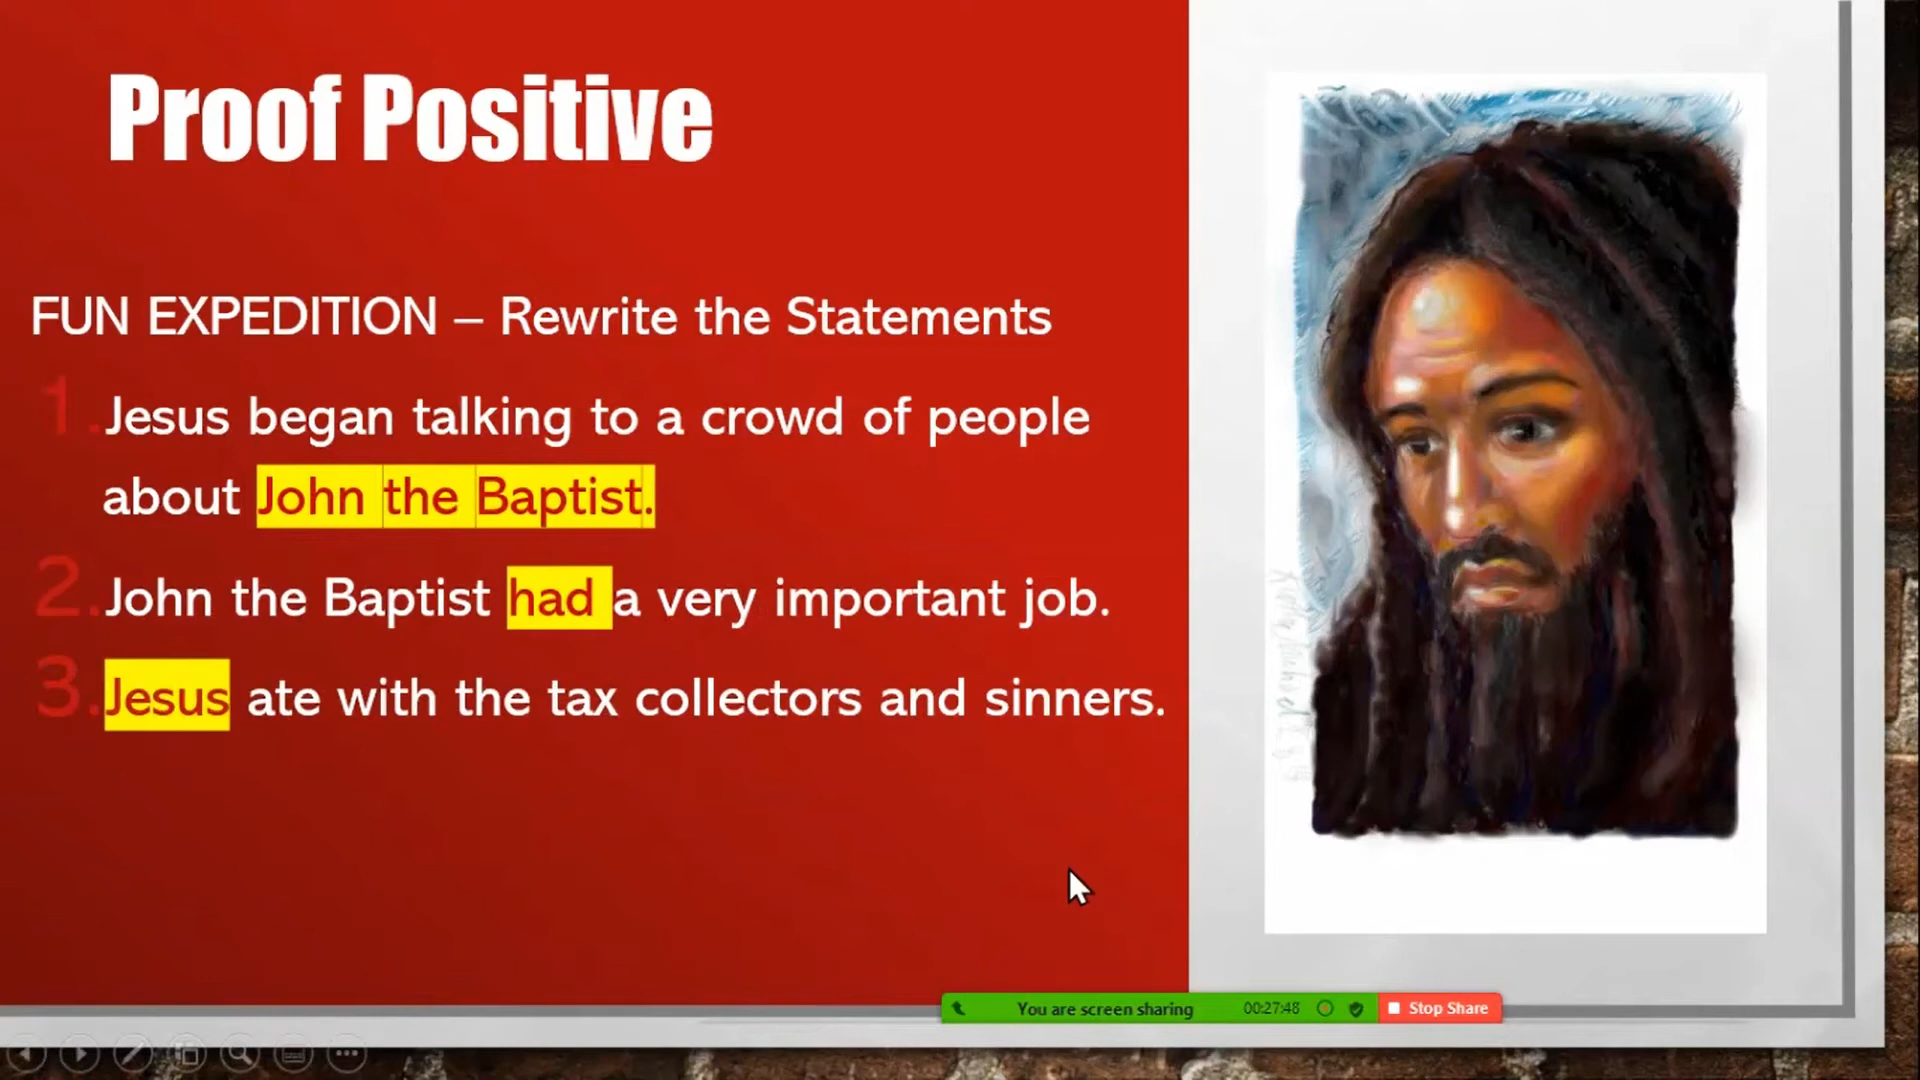 Proof Positive
FUN EXPEDITION – Rewrite the Statements
1. Jesus began talking to a crowd of people
about John the Baptist.
2. John the Baptist had a very important job.
3. Jesus ate with the tax collectors and sinners.
You are screen sharing 00:27:48 Stop Share